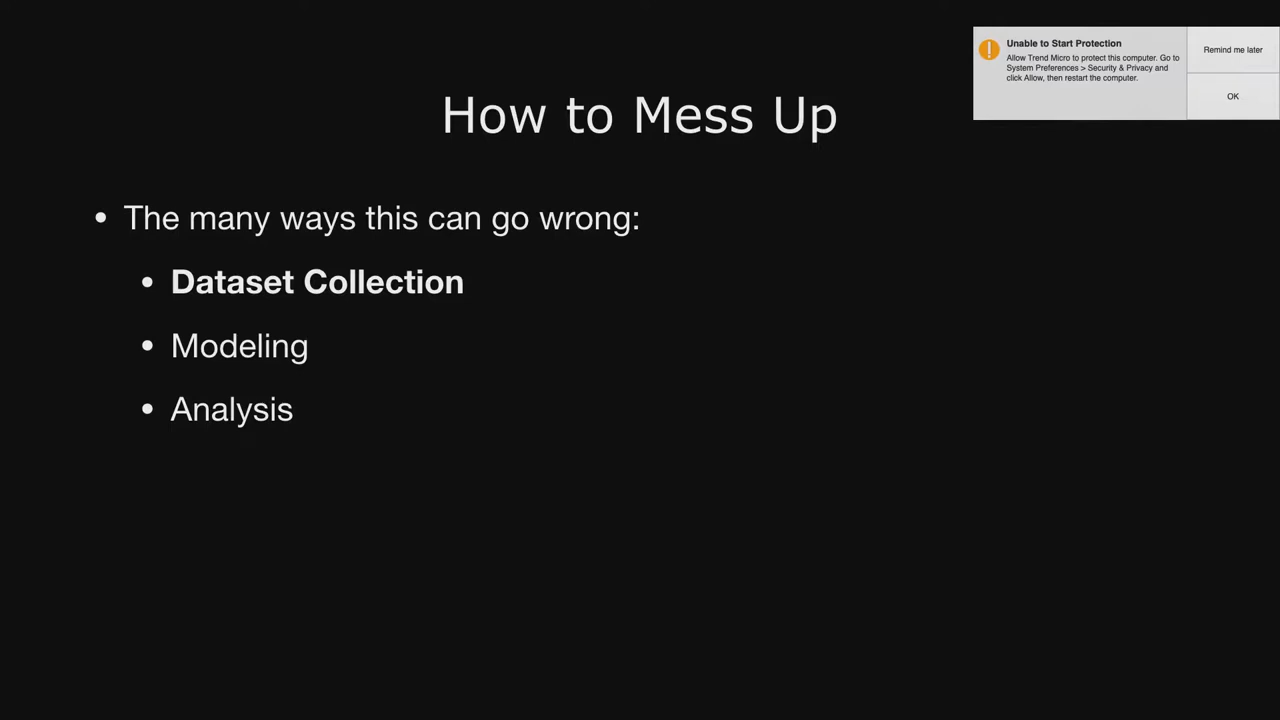 Unable to Start Protection
Allow Trend Micro to protect this computer. Go to
System Preferences > Security & Privacy and
click Allow, then restart the computer.
Remind me later
OK
How to Mess Up
• The many ways this can go wrong:
• Dataset Collection
• Modeling
• Analysis